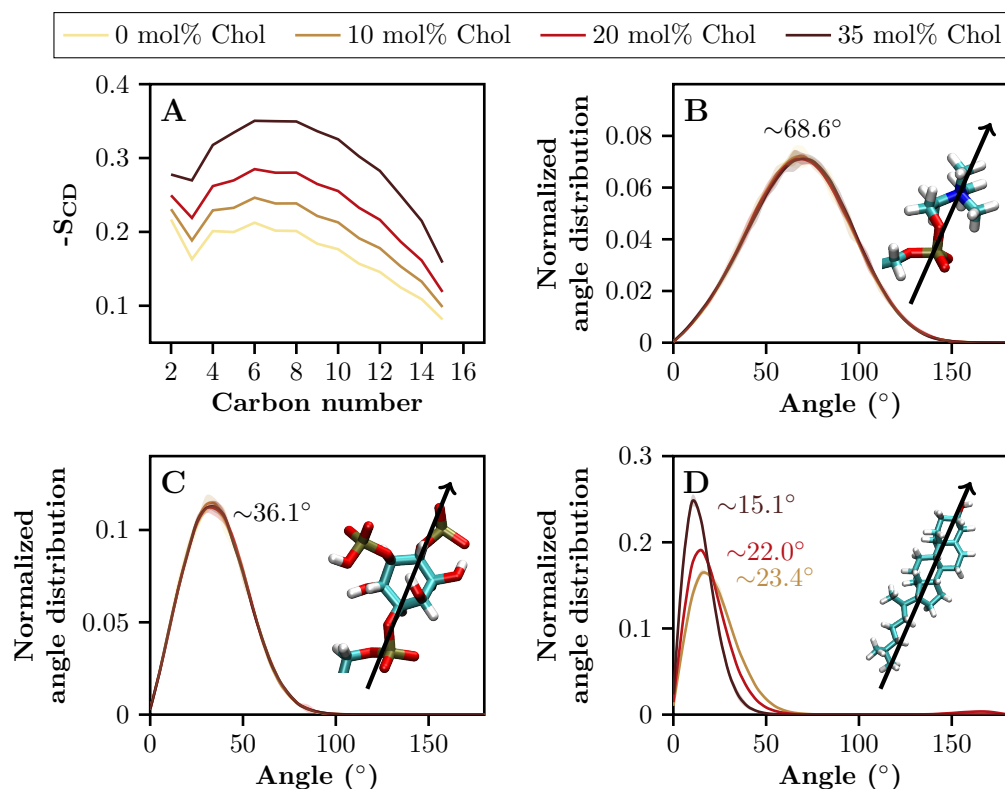 0 mol% Chol 10 mol% Chol 20 mol% Chol 35 mol% Chol
A
-S_CD
0.4
0.3
0.2
0.1
2 4 6 8 10 12 14 16
Carbon number
B
~68.6°
Normalized
angle distribution
0.08
0.06
0.04
0.02
0
0 50 100 150
Angle (°)
C
~36.1°
Normalized
angle distribution
0.1
0.05
0
0 50 100 150
Angle (°)
D
~15.1°
~22.0°
~23.4°
Normalized
angle distribution
0.3
0.2
0.1
0
0 50 100 150
Angle (°)